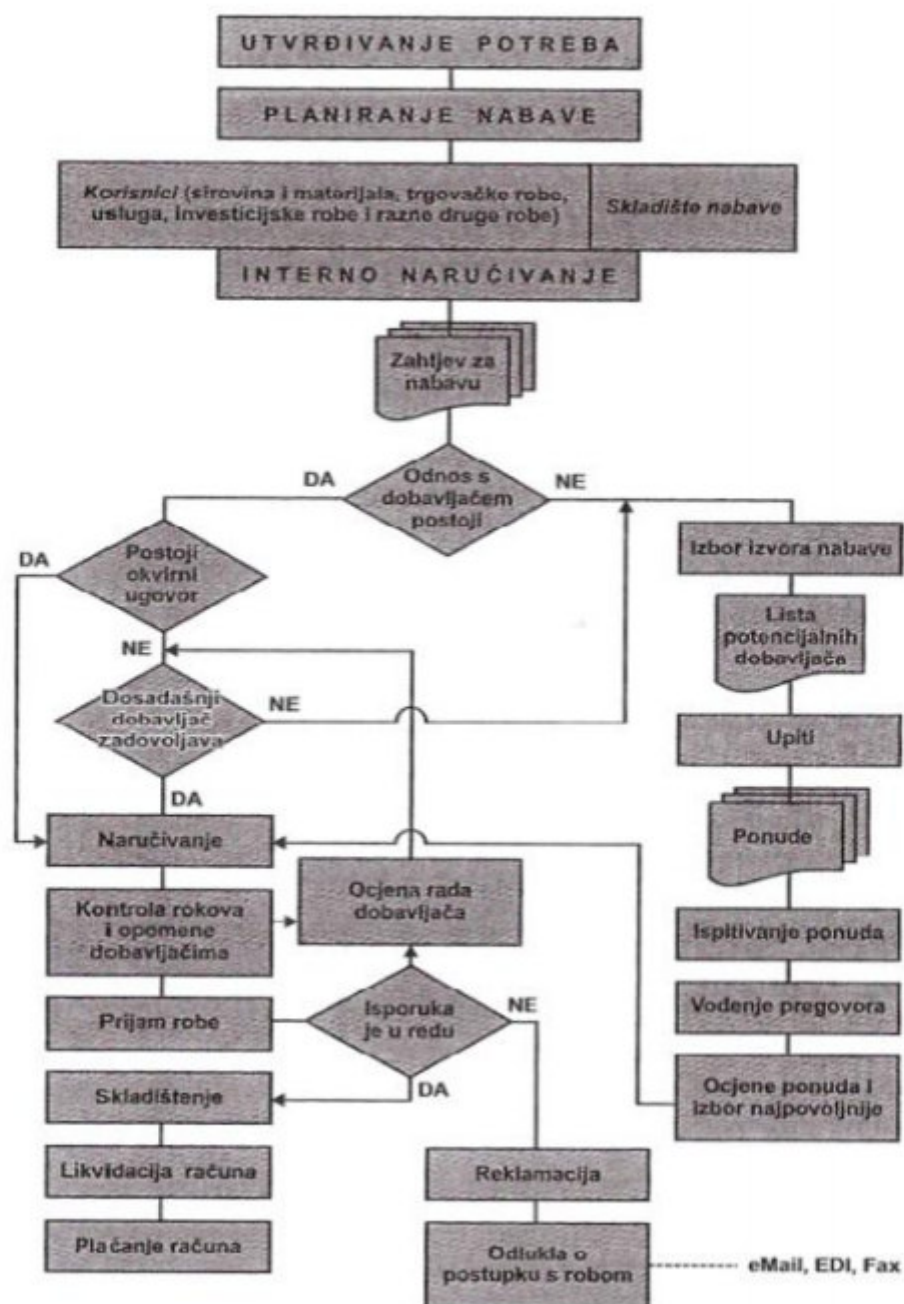 UTVRĐIVANJE POTREBA
PLANIRANJE NABAVE
Korisnici (sirovina i materijala, trgovačke robe,
usluga, investicijske robe i razne druge robe)
Skladište nabave
INTERNO NARUĆIVANJE
Zahtjev za
nabavu
DA
Odnos s
dobavljačem
postoji
NE
DA
Postoji
okvirni
ugovor
NE
Dosadašnji
dobavljač
zadovoljava
NE
DA
Izbor izvora nabave
Lista
potencijalnih
dobavljača
Upiti
Ponude
Ispitivanje ponuda
Vođenje pregovora
Ocjene ponuda i
izbor najpovoljnije
Naručivanje
Kontrola rokova
i opomene
dobavljačima
Ocjena rada
dobavljača
Prijam robe
Isporuka
je u redu
NE
DA
Skladištenje
Likvidacija računa
Plaćanje računa
Reklamacija
Odlukla o
postupku s robom
eMail, EDI, Fax